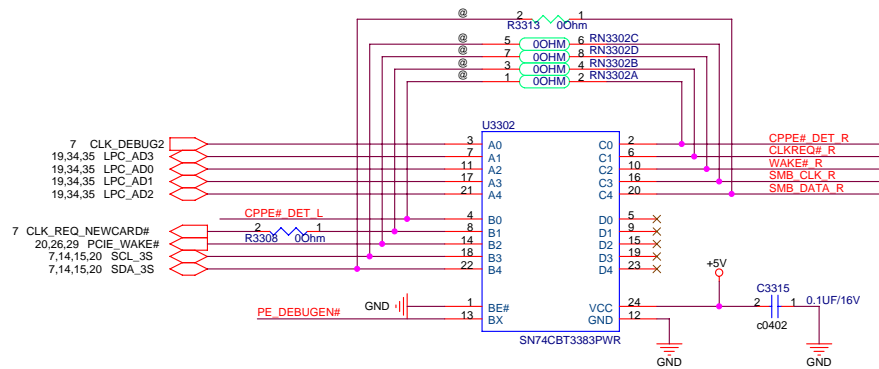 @ 2 1
R3313 0Ohm
@ 5 0OHM 6 RN3302C
@ 7 0OHM 8 RN3302D
@ 3 0OHM 4 RN3302B
@ 1 0OHM 2 RN3302A
U3302
7 CLK_DEBUG2 3 A0 C0 2 CPPE#_DET_R
19,34,35 LPC_AD3 7 A1 C1 6 CLKREQ#_R
19,34,35 LPC_AD0 11 A2 C2 10 WAKE#_R
19,34,35 LPC_AD1 17 A3 C3 16 SMB_CLK_R
19,34,35 LPC_AD2 21 A4 C4 20 SMB_DATA_R
CPPE#_DET_L 4 B0 D0 5
7 CLK_REQ_NEWCARD# 2 1 8 B1 D1 9
R3308 0Ohm
20,26,29 PCIE_WAKE# 14 B2 D2 15
7,14,15,20 SCL_3S 18 B3 D3 19
7,14,15,20 SDA_3S 22 B4 D4 23
+5V
C3315
GND 1 BE# VCC 24 2 1 0.1UF/16V
PE_DEBUGEN# 13 BX GND 12 c0402
SN74CBT3383PWR
GND GND